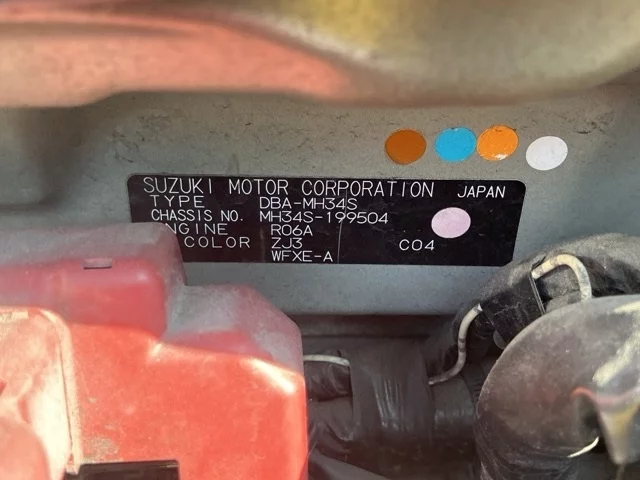 SUZUKI MOTOR CORPORATION JAPAN
TYPE DBA-MH34S
CHASSIS NO. MH34S-199504
ENGINE R06A
COLOR ZJ3 C04
WFXE-A